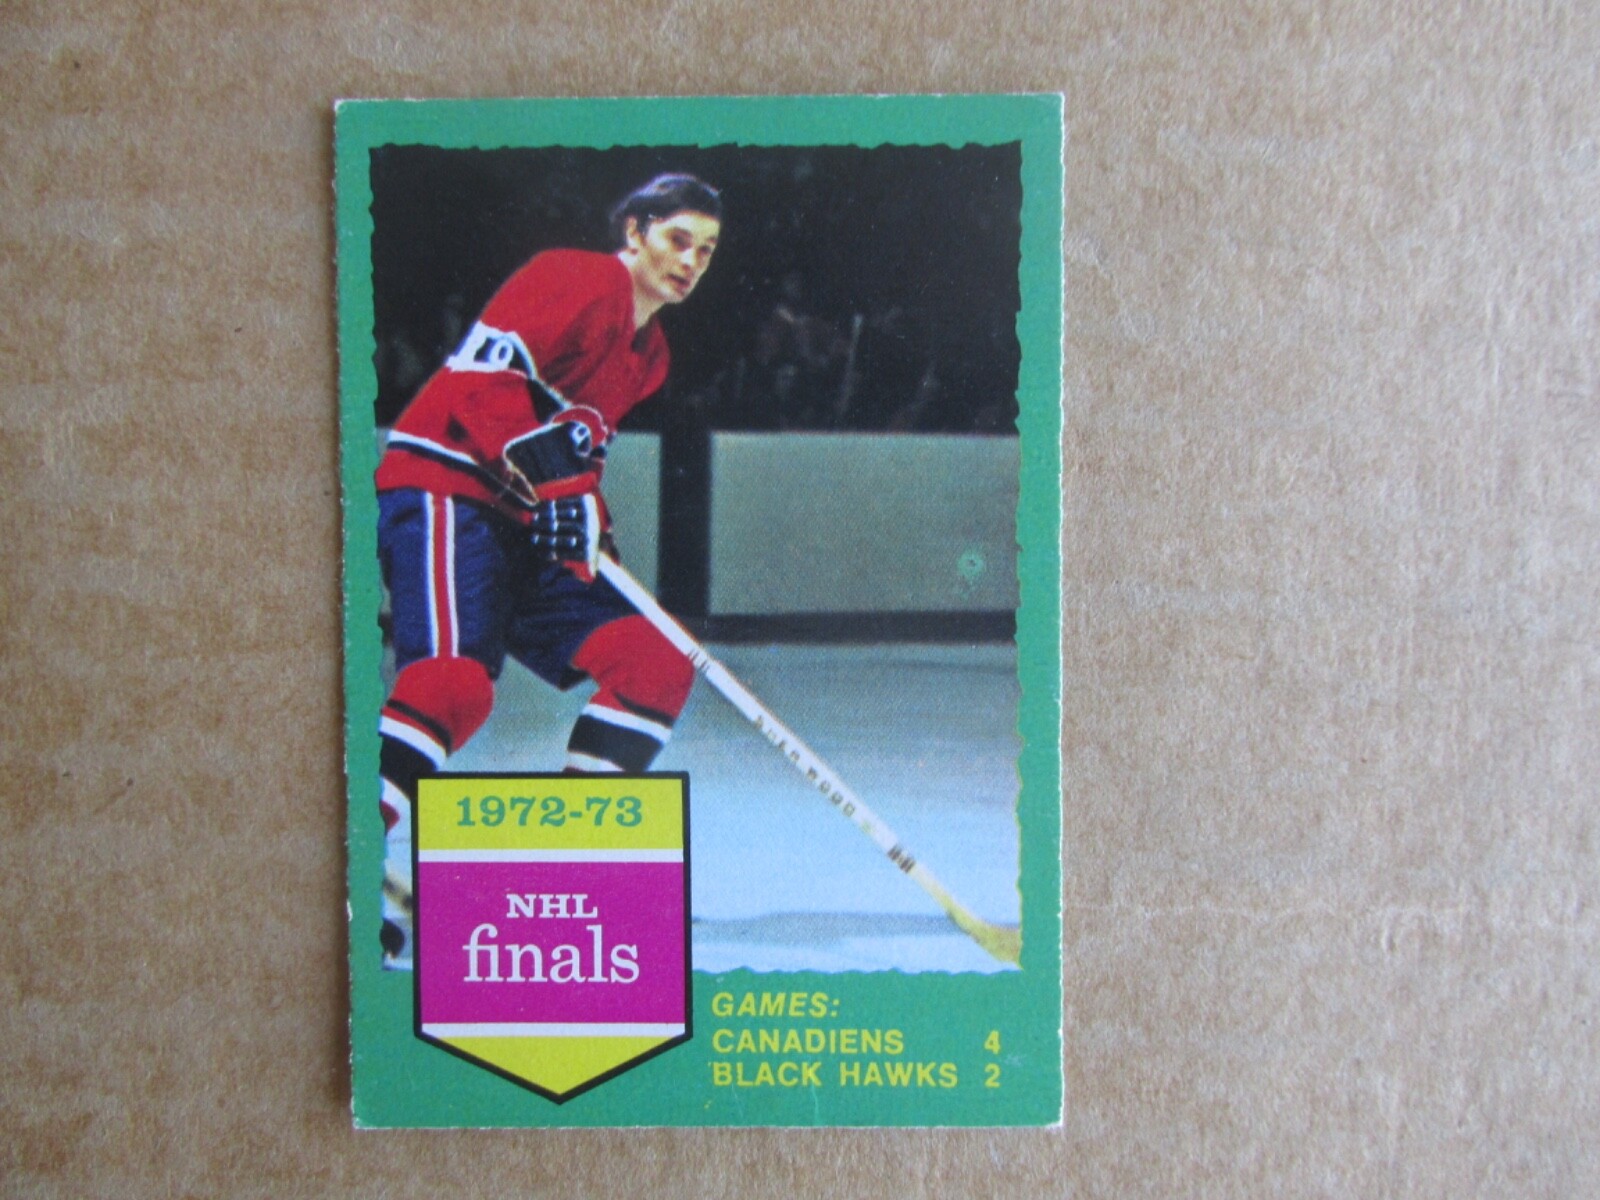 1972-73
NHL
finals
GAMES:
CANADIENS 4
BLACK HAWKS 2